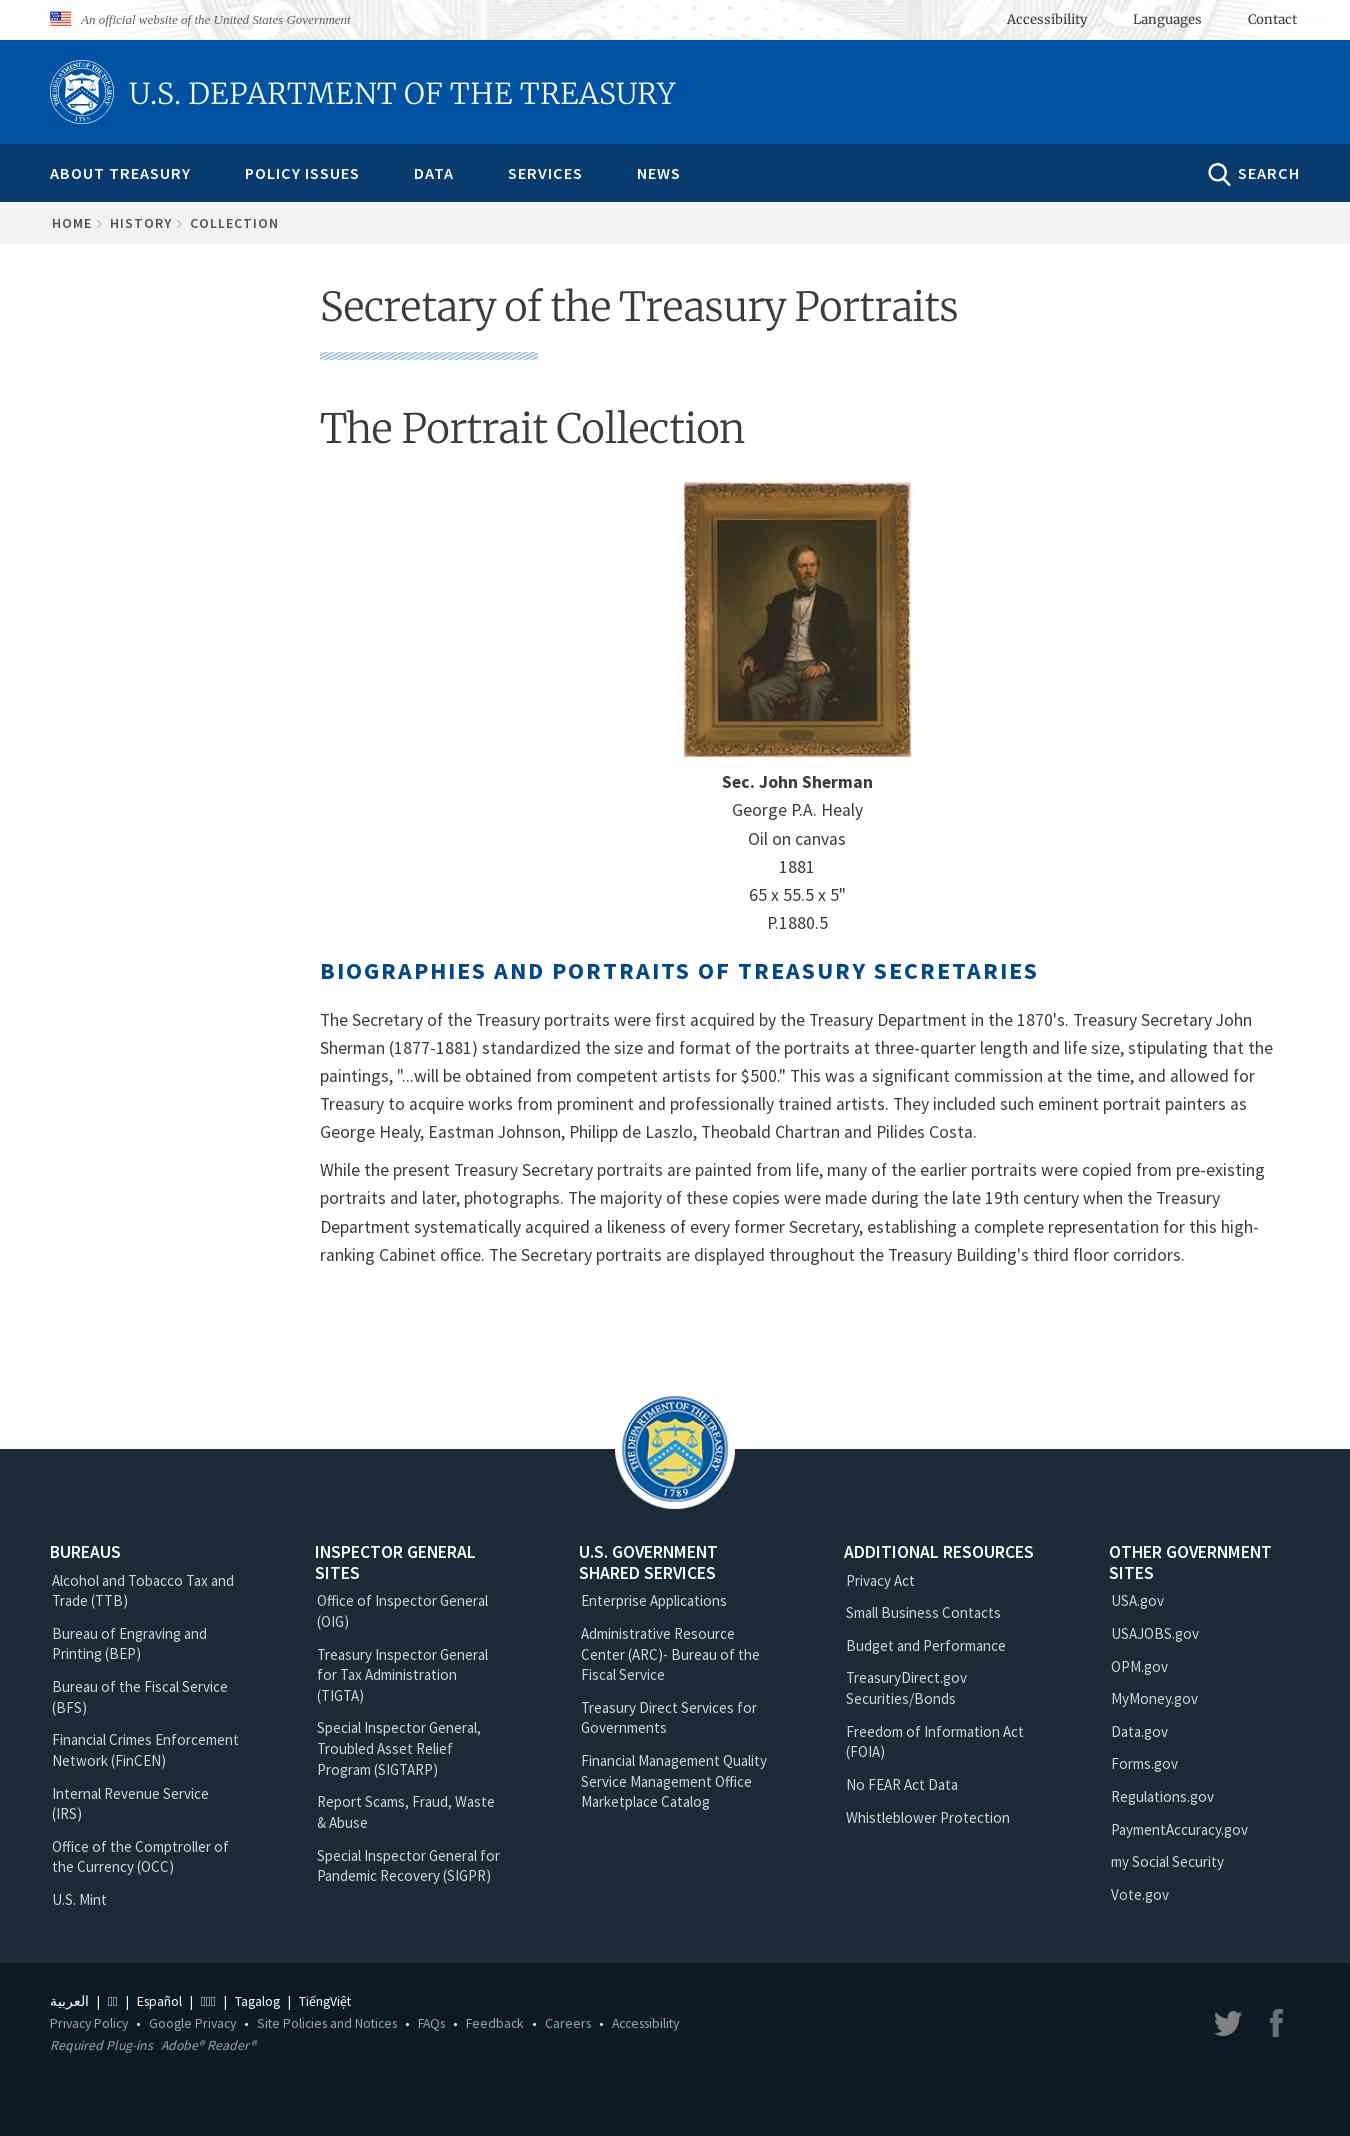 An official website of the United States Government
Accessibility Languages Contact
U.S. DEPARTMENT OF THE TREASURY
ABOUT TREASURY POLICY ISSUES DATA SERVICES NEWS SEARCH
HOME HISTORY COLLECTION
Secretary of the Treasury Portraits
The Portrait Collection
Sec. John Sherman
George P.A. Healy
Oil on canvas
1881
65 x 55.5 x 5"
P.1880.5
BIOGRAPHIES AND PORTRAITS OF TREASURY SECRETARIES
The Secretary of the Treasury portraits were first acquired by the Treasury Department in the 1870's. Treasury Secretary John
Sherman (1877-1881) standardized the size and format of the portraits at three-quarter length and life size, stipulating that the
paintings, "...will be obtained from competent artists for $500." This was a significant commission at the time, and allowed for
Treasury to acquire works from prominent and professionally trained artists. They included such eminent portrait painters as
George Healy, Eastman Johnson, Philipp de Laszlo, Theobald Chartran and Pilides Costa.
While the present Treasury Secretary portraits are painted from life, many of the earlier portraits were copied from pre-existing
portraits and later, photographs. The majority of these copies were made during the late 19th century when the Treasury
Department systematically acquired a likeness of every former Secretary, establishing a complete representation for this high-
ranking Cabinet office. The Secretary portraits are displayed throughout the Treasury Building's third floor corridors.
THE DEPARTMENT OF THE TREASURY
1789
BUREAUS
Alcohol and Tobacco Tax and
Trade (TTB)
Bureau of Engraving and
Printing (BEP)
Bureau of the Fiscal Service
(BFS)
Financial Crimes Enforcement
Network (FinCEN)
Internal Revenue Service
(IRS)
Office of the Comptroller of
the Currency (OCC)
U.S. Mint
INSPECTOR GENERAL
SITES
Office of Inspector General
(OIG)
Treasury Inspector General
for Tax Administration
(TIGTA)
Special Inspector General,
Troubled Asset Relief
Program (SIGTARP)
Report Scams, Fraud, Waste
& Abuse
Special Inspector General for
Pandemic Recovery (SIGPR)
U.S. GOVERNMENT
SHARED SERVICES
Enterprise Applications
Administrative Resource
Center (ARC)- Bureau of the
Fiscal Service
Treasury Direct Services for
Governments
Financial Management Quality
Service Management Office
Marketplace Catalog
ADDITIONAL RESOURCES
Privacy Act
Small Business Contacts
Budget and Performance
TreasuryDirect.gov
Securities/Bonds
Freedom of Information Act
(FOIA)
No FEAR Act Data
Whistleblower Protection
OTHER GOVERNMENT
SITES
USA.gov
USAJOBS.gov
OPM.gov
MyMoney.gov
Data.gov
Forms.gov
Regulations.gov
PaymentAccuracy.gov
my Social Security
Vote.gov
العربية | | Español | | Tagalog | TiếngViệt
Privacy Policy • Google Privacy • Site Policies and Notices • FAQs • Feedback • Careers • Accessibility
Required Plug-ins Adobe® Reader®